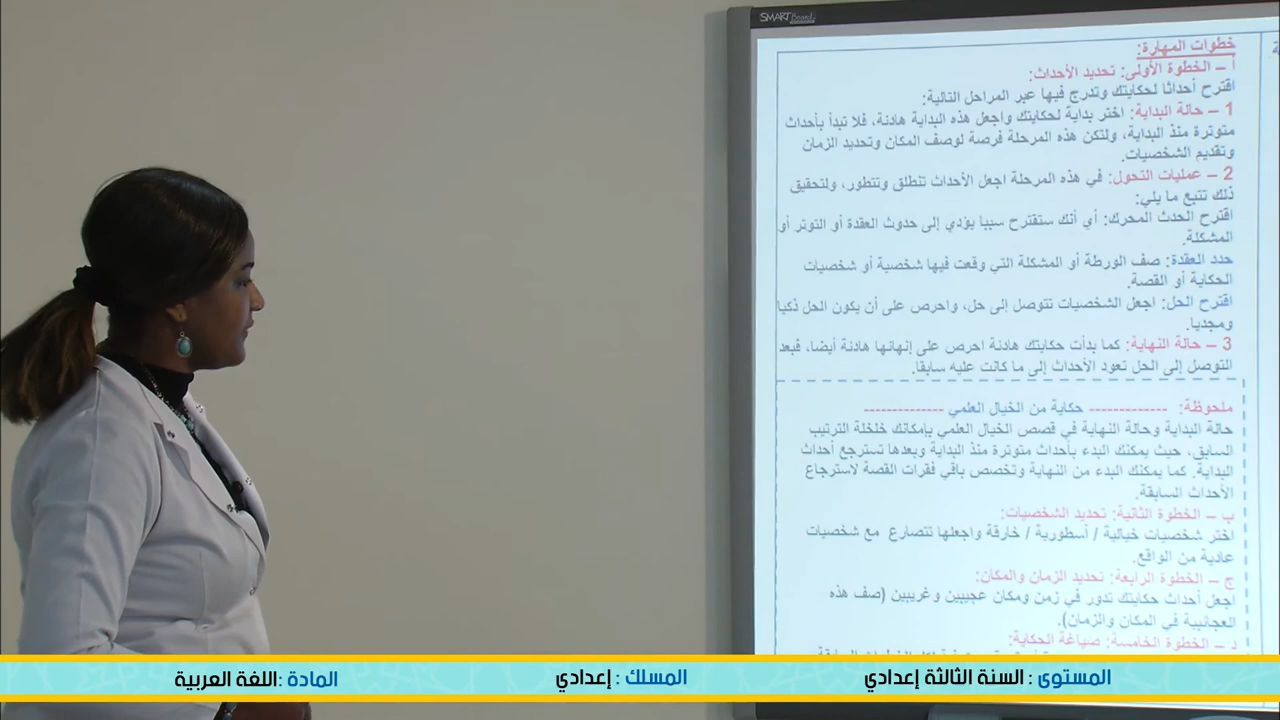 SMART Board
خطوات المهارة:
أ – الخطوة الأولى: تحديد الأحداث:
اقترح أحداثا لحكايتك وتدرج فيها عبر المراحل التالية:
1 – حالة البداية: اختر بداية لحكايتك واجعل هذه البداية هادئة، فلا تبدأ بأحداث
متوترة منذ البداية، ولتكن هذه المرحلة فرصة لوصف المكان وتحديد الزمان
وتقديم الشخصيات.
2 – عمليات التحول: في هذه المرحلة اجعل الأحداث تنطلق وتتطور، ولتحقيق
ذلك تتبع ما يلي:
اقترح الحدث المحرك: أي أنك ستقترح سببا يؤدي إلى حدوث العقدة أو التوتر أو
المشكلة.
حدد العقدة: صف الورطة أو المشكلة التي وقعت فيها شخصية أو شخصيات
الحكاية أو القصة.
اقترح الحل: اجعل الشخصيات تتوصل إلى حل، واحرص على أن يكون الحل ذكيا
ومجديا.
3 – حالة النهاية: كما بدأت حكايتك هادئة احرص على إنهائها هادئة أيضا، فبعد
التوصل إلى الحل تعود الأحداث إلى ما كانت عليه سابقا.
ملحوظة: ------------- حكاية من الخيال العلمي -------------
حالة البداية وحالة النهاية في قصص الخيال العلمي بإمكانك خلخلة الترتيب
السابق، حيث يمكنك البدء بأحداث متوترة منذ البداية وبعدها تسترجع أحداث
البداية. كما يمكنك البدء من النهاية وتخصص باقي فقرات القصة لاسترجاع
الأحداث السابقة.
ب – الخطوة الثانية: تحديد الشخصيات:
اختر شخصيات خيالية / أسطورية / خارقة واجعلها تتصارع مع شخصيات
عادية من الواقع.
ج – الخطوة الرابعة: تحديد الزمان والمكان:
اجعل أحداث حكايتك تدور في زمن ومكان عجيبين وغريبين (صف هذه
العجائبية في المكان والزمان).
د – الخطوة الخامسة: صياغة الحكاية:
المستوى : السنة الثالثة إعدادي
المسلك : إعدادي
المادة :اللغة العربية